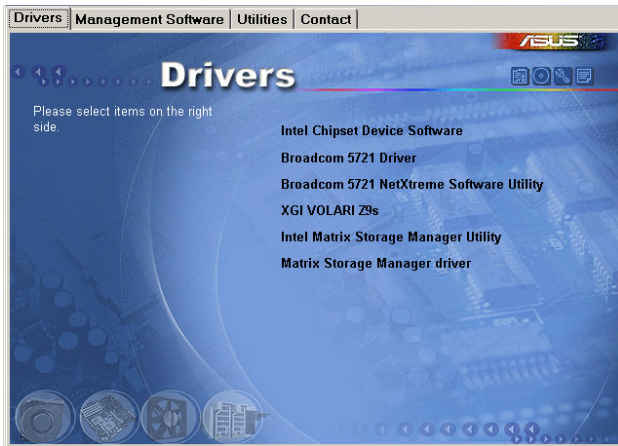 Drivers
Management Software
Utilities
Contact
ASUS
Drivers
Please select items on the right
side.
Intel Chipset Device Software
Broadcom 5721 Driver
Broadcom 5721 NetXtreme Software Utility
XGI VOLARI Z9s
Intel Matrix Storage Manager Utility
Matrix Storage Manager driver